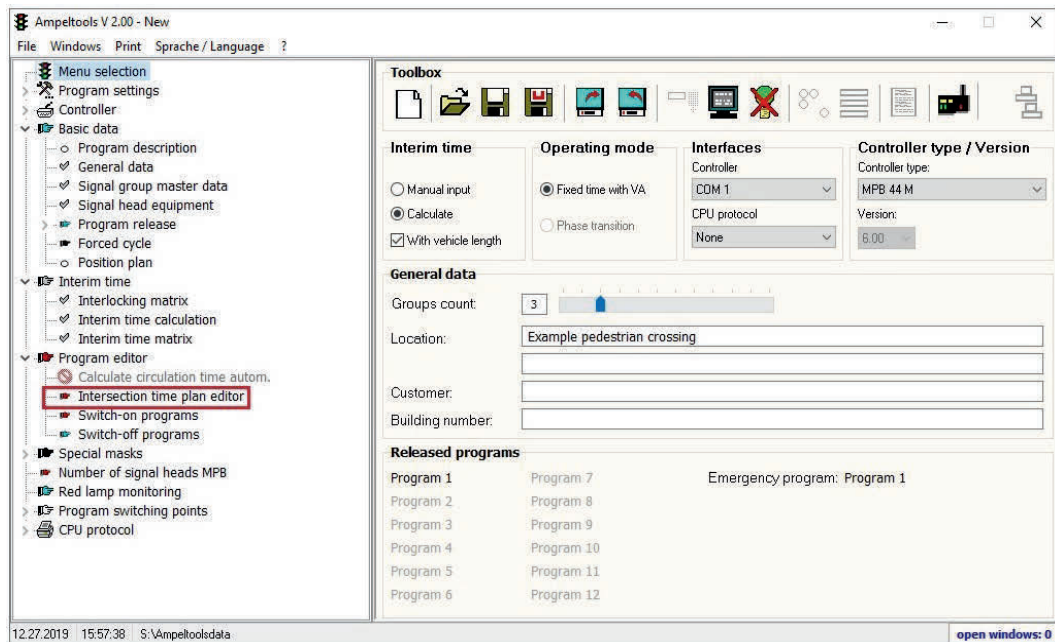 Ampeltools V 2.00 - New
File Windows Print Sprache / Language ?
Menu selection
Program settings
Controller
Basic data
Program description
General data
Signal group master data
Signal head equipment
Program release
Forced cycle
Position plan
Interim time
Interlocking matrix
Interim time calculation
Interim time matrix
Program editor
Calculate circulation time autom.
Intersection time plan editor
Switch-on programs
Switch-off programs
Special masks
Number of signal heads MPB
Red lamp monitoring
Program switching points
CPU protocol
Toolbox
Interim time
Manual input
Calculate
With vehicle length
Operating mode
Fixed time with VA
Phase transition
Interfaces
Controller
COM 1
CPU protocol
None
Controller type / Version
Controller type:
MPB 44 M
Version:
6.00
General data
Groups count: 3
Location: Example pedestrian crossing
Customer:
Building number:
Released programs
Program 1 Program 7 Emergency program: Program 1
Program 2 Program 8
Program 3 Program 9
Program 4 Program 10
Program 5 Program 11
Program 6 Program 12
12.27.2019 15:57:38 S:\Ampeltoolsdata open windows: 0